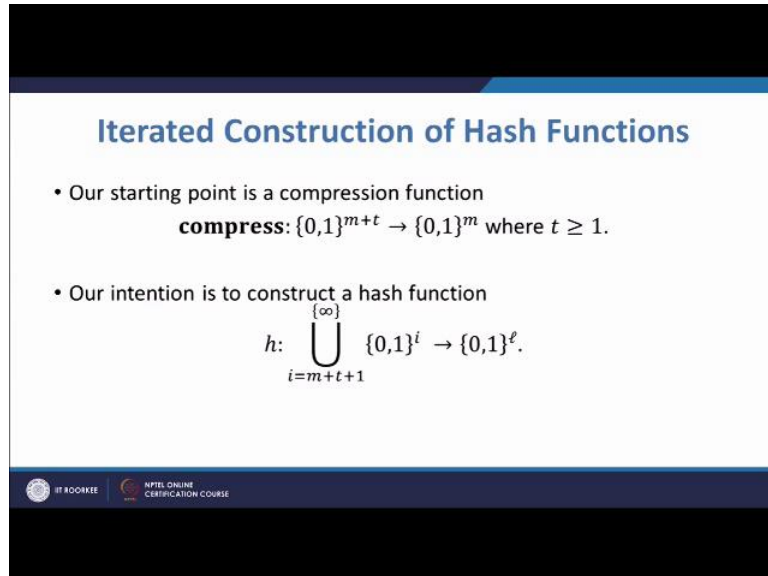 Iterated Construction of Hash Functions
• Our starting point is a compression function
compress: {0,1}^{m+t} → {0,1}^m where t ≥ 1.
• Our intention is to construct a hash function
{∞}
h: ⋃ {0,1}^i → {0,1}^ℓ.
i=m+t+1
IIT ROORKEE
NPTEL ONLINE
CERTIFICATION COURSE